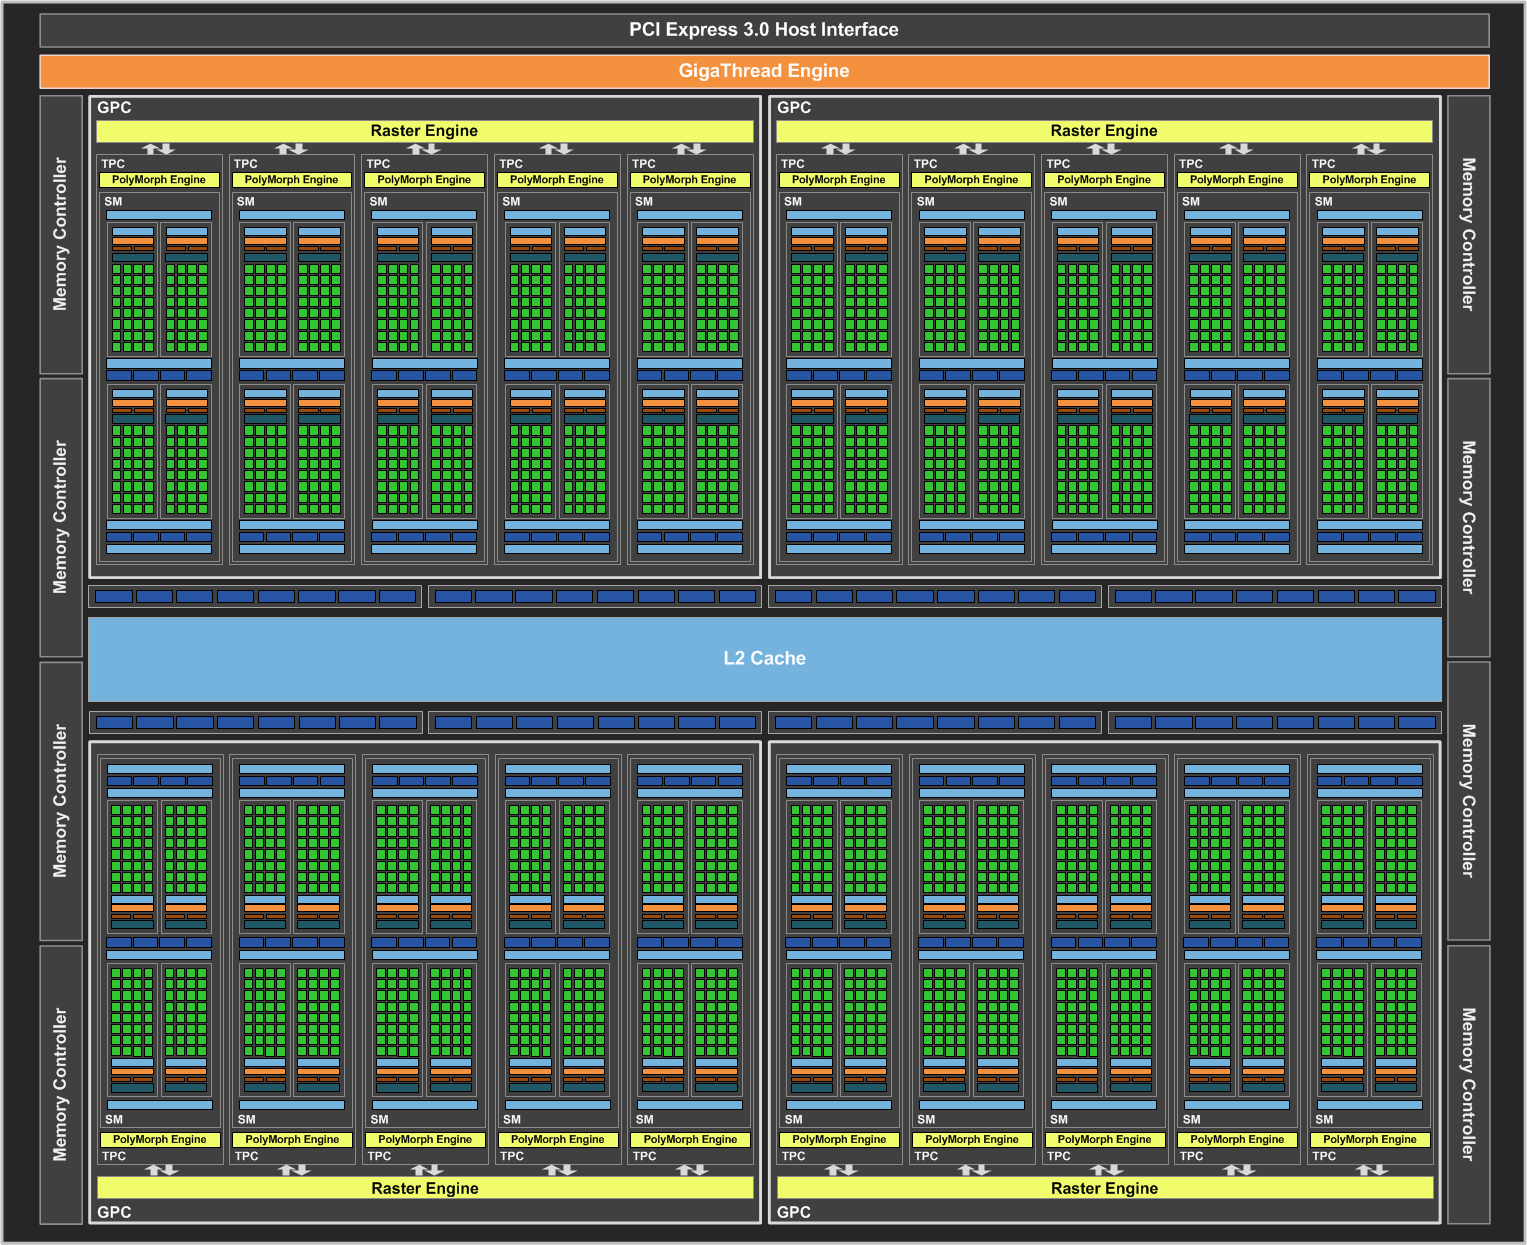 PCI Express 3.0 Host Interface
GigaThread Engine
GPC
GPC
Raster Engine
Raster Engine
TPC
TPC
TPC
TPC
TPC
TPC
TPC
TPC
TPC
TPC
PolyMorph Engine
PolyMorph Engine
PolyMorph Engine
PolyMorph Engine
PolyMorph Engine
PolyMorph Engine
PolyMorph Engine
PolyMorph Engine
PolyMorph Engine
PolyMorph Engine
SM
SM
SM
SM
SM
SM
SM
SM
SM
SM
Memory Controller
Memory Controller
Memory Controller
Memory Controller
L2 Cache
Memory Controller
Memory Controller
Memory Controller
Memory Controller
SM
SM
SM
SM
SM
SM
SM
SM
SM
SM
PolyMorph Engine
PolyMorph Engine
PolyMorph Engine
PolyMorph Engine
PolyMorph Engine
PolyMorph Engine
PolyMorph Engine
PolyMorph Engine
PolyMorph Engine
PolyMorph Engine
TPC
TPC
TPC
TPC
TPC
TPC
TPC
TPC
TPC
TPC
Raster Engine
Raster Engine
GPC
GPC